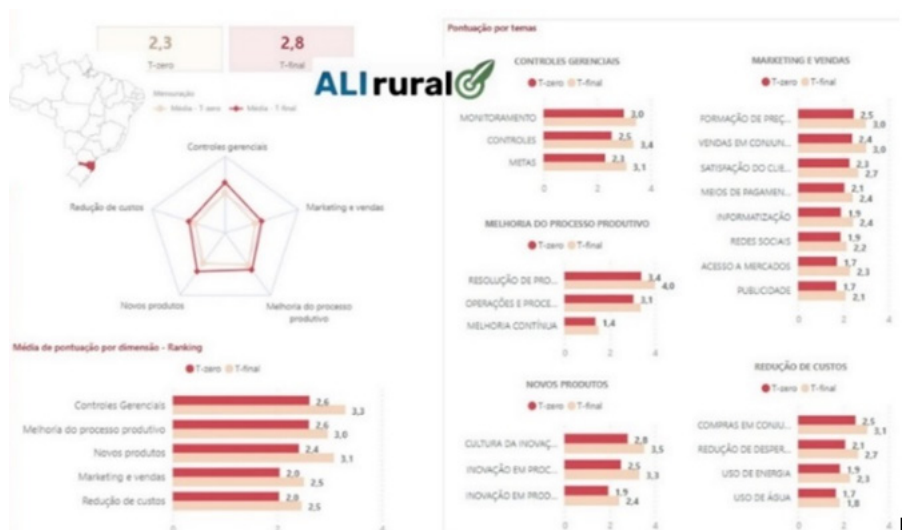 2,3
T-zero
2,8
T-final
ALI rural
Mensuração
Média - T zero Média - T final
Controles gerenciais
Marketing e vendas
Melhoria do processo
produtivo
Novos produtos
Redução de custos
Média de pontuação por dimensão - Ranking
T-zero T-final
Controles Gerenciais 2,6 3,3
Melhoria do processo produtivo 2,6 3,0
Novos produtos 2,4 3,1
Marketing e vendas 2,0 2,5
Redução de custos 2,0 2,5
0 2 4
Pontuação por temas
CONTROLES GERENCIAIS
T-zero T-final
MONITORAMENTO 3,0
CONTROLES 2,5 3,4
METAS 2,3 3,1
0 2 4
MELHORIA DO PROCESSO PRODUTIVO
T-zero T-final
RESOLUÇÃO DE PRO... 3,4 4,0
OPERAÇÕES E PROCE... 3,1
MELHORIA CONTÍNUA 1,4
0 2 4
NOVOS PRODUTOS
T-zero T-final
CULTURA DA INOVAÇ... 2,8 3,5
INOVAÇÃO EM PROC... 2,5 3,3
INOVAÇÃO EM PROD... 1,9 2,4
0 2 4
MARKETING E VENDAS
T-zero T-final
FORMAÇÃO DE PREÇ... 2,5 3,0
VENDAS EM CONJUN... 2,4 3,0
SATISFAÇÃO DO CLIE... 2,3 2,7
MEIOS DE PAGAMEN... 2,1 2,4
INFORMATIZAÇÃO 1,9 2,4
REDES SOCIAIS 1,9 2,2
ACESSO A MERCADOS 1,7 2,3
PUBLICIDADE 1,7 2,1
0 2 4
REDUÇÃO DE CUSTOS
T-zero T-final
COMPRAS EM CONJU... 2,5 3,1
REDUÇÃO DE DESPER... 2,1 2,7
USO DE ENERGIA 1,9 2,3
USO DE ÁGUA 1,7 1,8
0 2 4